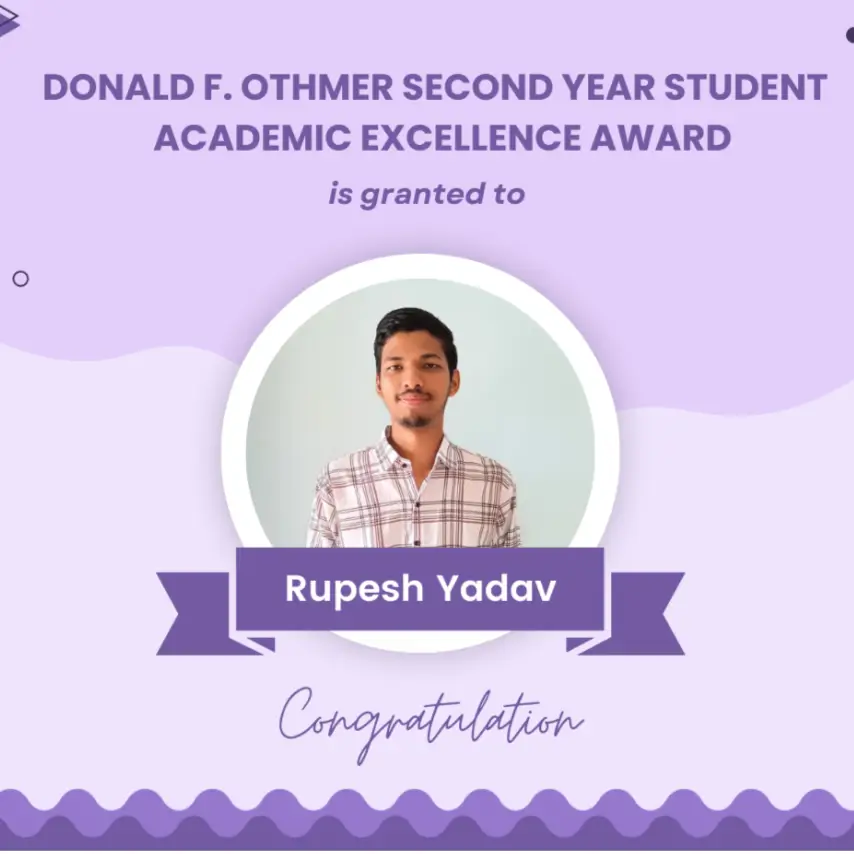 DONALD F. OTHMER SECOND YEAR STUDENT
ACADEMIC EXCELLENCE AWARD
is granted to
Rupesh Yadav
Congratulation